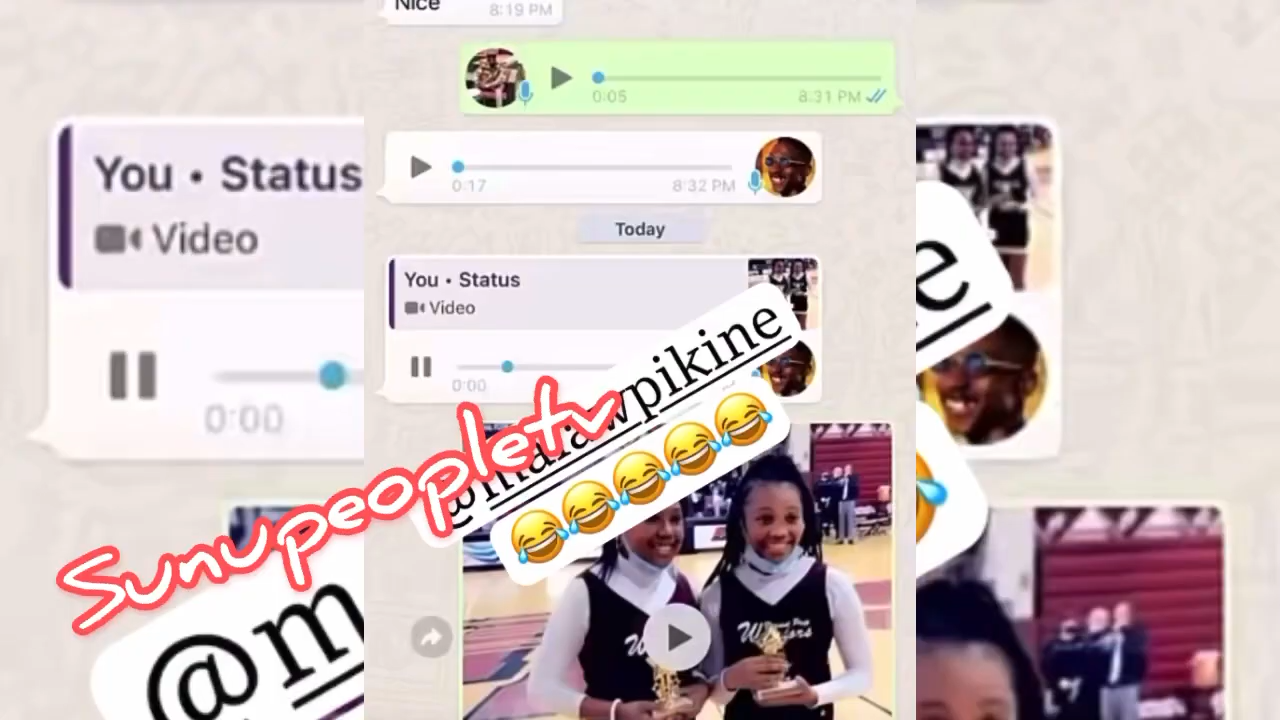 Nice 8:19 PM
0:05 8:31 PM
0:17 8:32 PM
Today
You • Status
Video
0:00
You • Status
Video
0:00
@marawpikine
😂😂😂😂😂
Sunupeopletv
@m
e